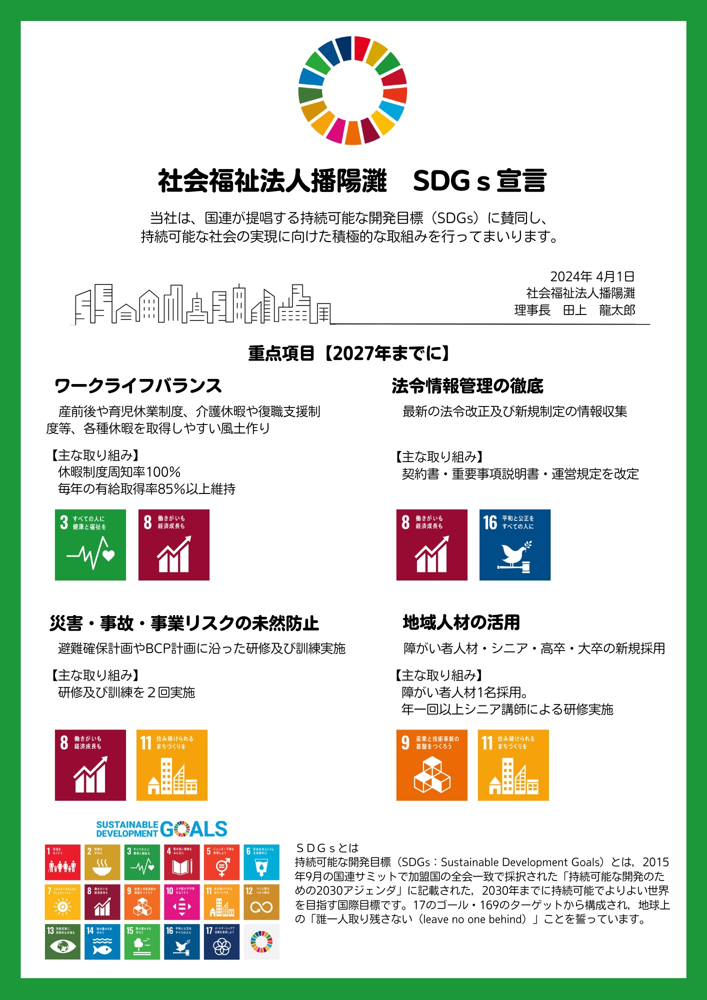 社会福祉法人播陽灘　SDGｓ宣言
当社は、国連が提唱する持続可能な開発目標（SDGs）に賛同し、
持続可能な社会の実現に向けた積極的な取組みを行ってまいります。
2024年 4月1日
社会福祉法人播陽灘
理事長　田上　龍太郎
重点項目【2027年までに】
ワークライフバランス
産前後や育児休業制度、介護休暇や復職支援制
度等、各種休暇を取得しやすい風土作り
【主な取り組み】
休暇制度周知率100%
毎年の有給取得率85%以上維持
3 すべての人に
健康と福祉を
8 働きがいも
経済成長も
法令情報管理の徹底
最新の法令改正及び新規制定の情報収集
【主な取り組み】
契約書・重要事項説明書・運営規定を改定
8 働きがいも
経済成長も
16 平和と公正を
すべての人に
災害・事故・事業リスクの未然防止
避難確保計画やBCP計画に沿った研修及び訓練実施
【主な取り組み】
研修及び訓練を２回実施
8 働きがいも
経済成長も
11 住み続けられる
まちづくりを
地域人材の活用
障がい者人材・シニア・高卒・大卒の新規採用
【主な取り組み】
障がい者人材1名採用。
年一回以上シニア講師による研修実施
9 産業と技術革新の
基盤をつくろう
11 住み続けられる
まちづくりを
SUSTAINABLE
DEVELOPMENT GOALS
1 貧困を
なくそう
2 飢餓を
ゼロに
3 すべての人に
健康と福祉を
4 質の高い教育を
みんなに
5 ジェンダー平等を
実現しよう
6 安全な水とトイレ
を世界中に
7 エネルギーをみんなに
そしてクリーンに
8 働きがいも
経済成長も
9 産業と技術革新の
基盤をつくろう
10 人や国の不平等
をなくそう
11 住み続けられる
まちづくりを
12 つくる責任
つかう責任
13 気候変動に
具体的な対策を
14 海の豊かさを
守ろう
15 陸の豊かさも
守ろう
16 平和と公正を
すべての人に
17 パートナーシップで
目標を達成しよう
ＳＤＧｓとは
持続可能な開発目標（SDGs：Sustainable Development Goals）とは，2015
年9月の国連サミットで加盟国の全会一致で採択された「持続可能な開発のた
めの2030アジェンダ」に記載された，2030年までに持続可能でよりよい世界
を目指す国際目標です。17のゴール・169のターゲットから構成され，地球上
の「誰一人取り残さない（leave no one behind）」ことを誓っています。